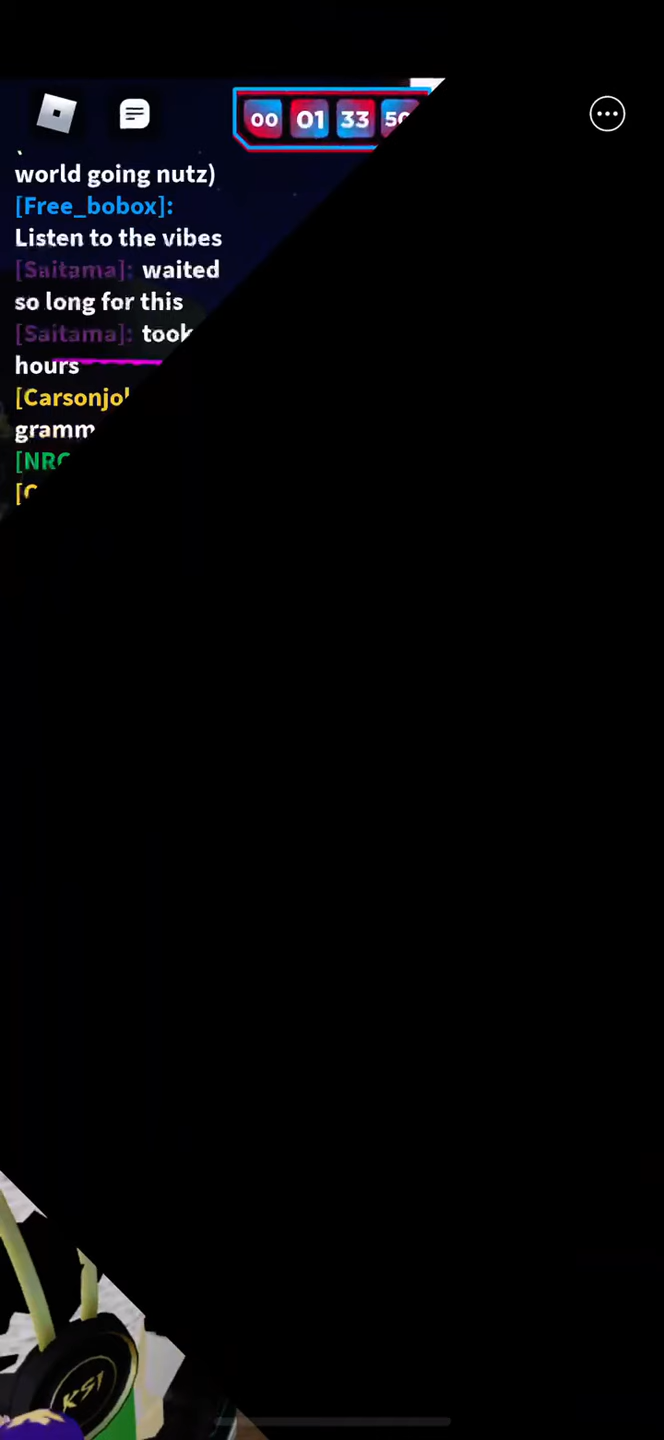 00 01 33
world going nutz)
[Free_bobox]:
Listen to the vibes
[Saitama]: waited
so long for this
[Saitama]: took
hours
KSI